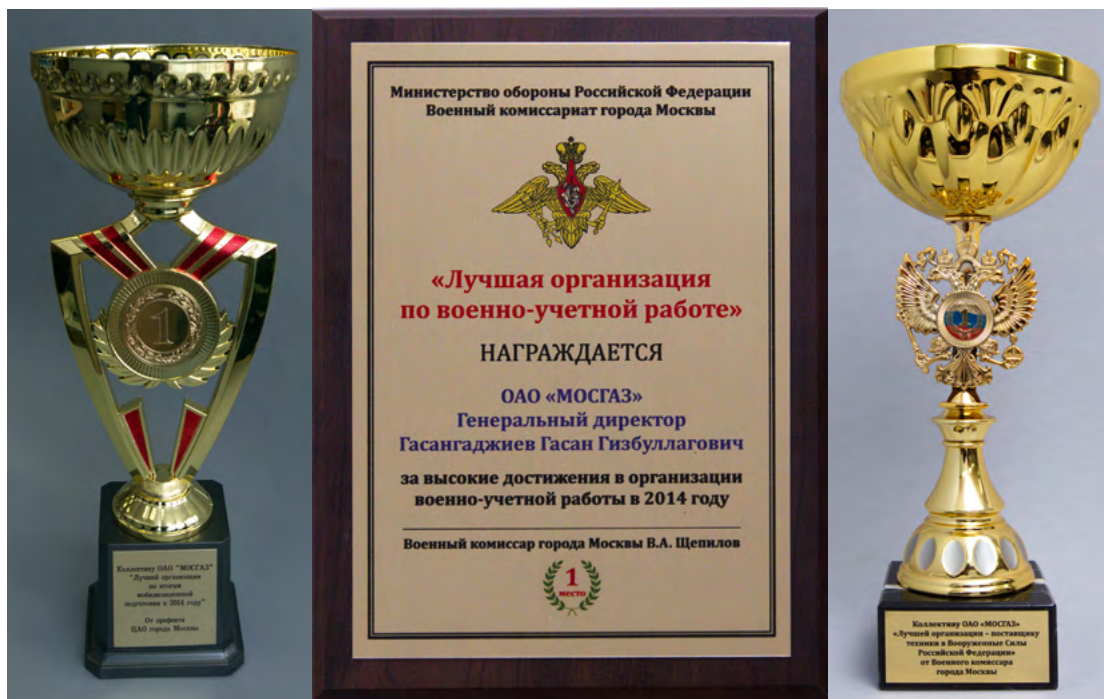 1
Коллективу ОАО "МОСГАЗ"
"Лучшей организации
по итогам
мобилизационной
подготовки в 2014 году"
От префекта
ЦАО города Москвы
Министерство обороны Российской Федерации
Военный комиссариат города Москвы
«Лучшая организация
по военно-учетной работе»
НАГРАЖДАЕТСЯ
ОАО «МОСГАЗ»
Генеральный директор
Гасангаджиев Гасан Гизбуллагович
за высокие достижения в организации
военно-учетной работы в 2014 году
Военный комиссар города Москвы В.А. Щепилов
1
место
1
Коллективу ОАО «МОСГАЗ»
«Лучшей организации – поставщику
техники в Вооруженные Силы
Российской Федерации»
от Военного комиссара
города Москвы